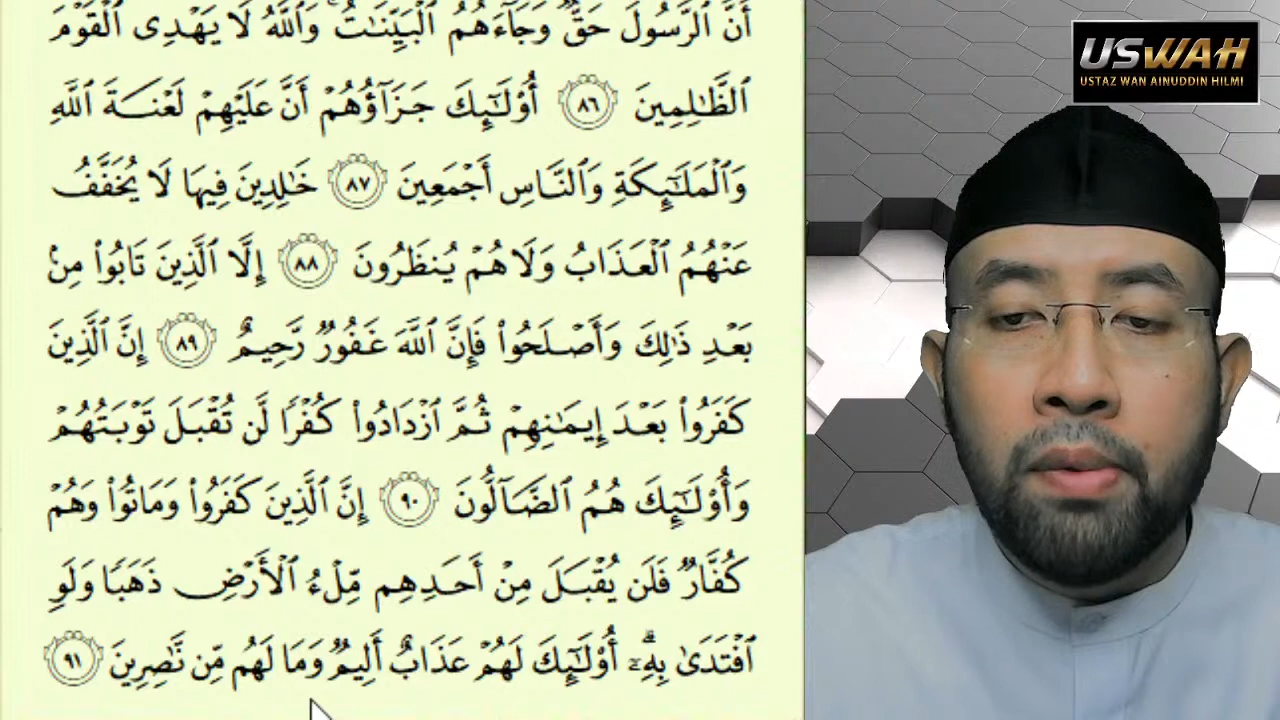 أَنَّ ٱلرَّسُولَ حَقٌّ وَجَآءَهُمُ ٱلْبَيِّنَـٰتُ ۚ وَٱللَّهُ لَا يَهْدِى ٱلْقَوْمَ
ٱلظَّـٰلِمِينَ ٨٦ أُو۟لَـٰٓئِكَ جَزَآؤُهُمْ أَنَّ عَلَيْهِمْ لَعْنَةَ ٱللَّهِ
وَٱلْمَلَـٰٓئِكَةِ وَٱلنَّاسِ أَجْمَعِينَ ٨٧ خَـٰلِدِينَ فِيهَا لَا يُخَفَّفُ
عَنْهُمُ ٱلْعَذَابُ وَلَا هُمْ يُنظَرُونَ ٨٨ إِلَّا ٱلَّذِينَ تَابُوا۟ مِنۢ
بَعْدِ ذَٰلِكَ وَأَصْلَحُوا۟ فَإِنَّ ٱللَّهَ غَفُورٌ رَّحِيمٌ ٨٩ إِنَّ ٱلَّذِينَ
كَفَرُوا۟ بَعْدَ إِيمَـٰنِهِمْ ثُمَّ ٱزْدَادُوا۟ كُفْرًا لَّن تُقْبَلَ تَوْبَتُهُمْ
وَأُو۟لَـٰٓئِكَ هُمُ ٱلضَّآلُّونَ ٩٠ إِنَّ ٱلَّذِينَ كَفَرُوا۟ وَمَاتُوا۟ وَهُمْ
كُفَّارٌ فَلَن يُقْبَلَ مِنْ أَحَدِهِم مِّلْءُ ٱلْأَرْضِ ذَهَبًا وَلَوِ
ٱفْتَدَىٰ بِهِۦٓ ۗ أُو۟لَـٰٓئِكَ لَهُمْ عَذَابٌ أَلِيمٌ وَمَا لَهُم مِّن نَّـٰصِرِينَ ٩١
USWAH
USTAZ WAN AINUDDIN HILMI